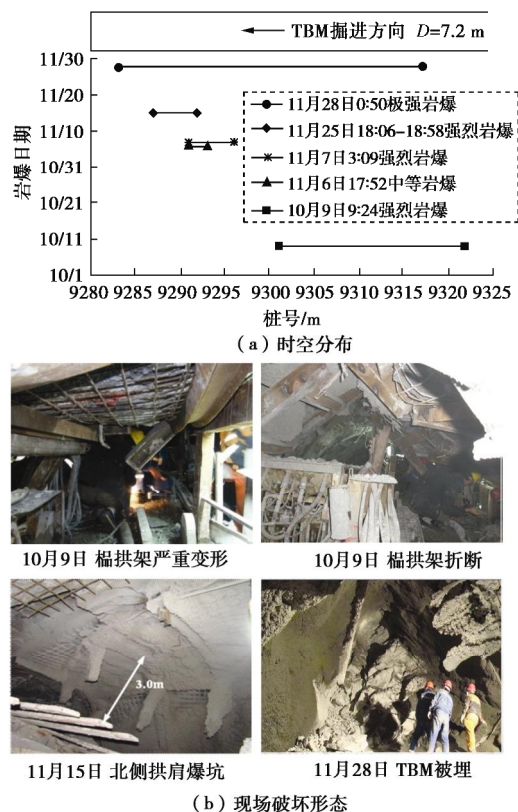 TBM掘进方向 D=7.2 m
11/30
11/20
11/10
10/31
10/21
10/11
10/1
岩爆日期
11月28日0:50极强岩爆
11月25日18:06-18:58强烈岩爆
11月7日3:09强烈岩爆
11月6日17:52中等岩爆
10月9日9:24强烈岩爆
9280 9285 9290 9295 9300 9305 9310 9315 9320 9325
桩号/m
(a)时空分布
10月9日 榀拱架严重变形
10月9日 榀拱架折断
3.0m
11月15日 北侧拱肩爆坑
11月28日 TBM被埋
(b)现场破坏形态